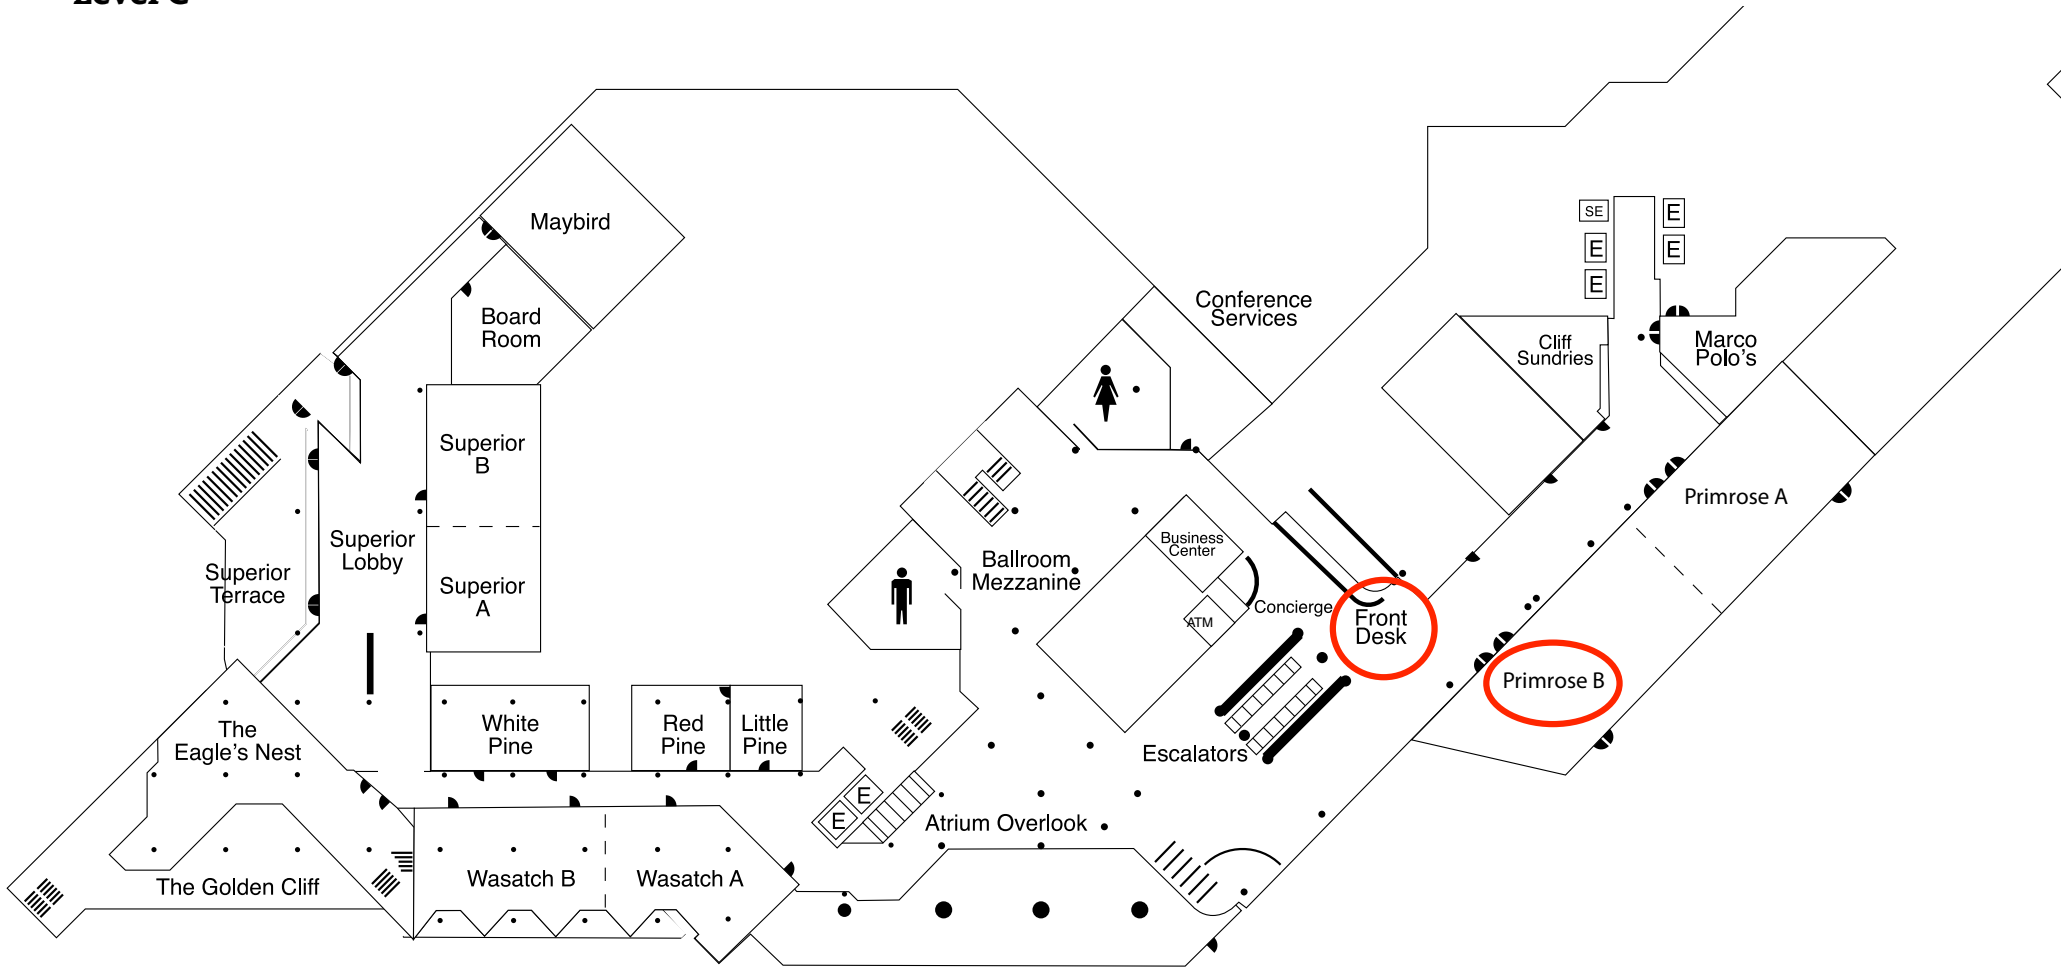 Level C
Maybird
Board
Room
Conference
Services
SE
E
E
E
E
Cliff
Sundries
Marco
Polo's
Superior
B
Superior
A
Superior
Lobby
Superior
Terrace
Primrose A
Primrose B
Business
Center
Ballroom
Mezzanine
Concierge
ATM
Front
Desk
Escalators
The
Eagle's Nest
White
Pine
Red
Pine
Little
Pine
E
E
Atrium Overlook
The Golden Cliff
Wasatch B
Wasatch A